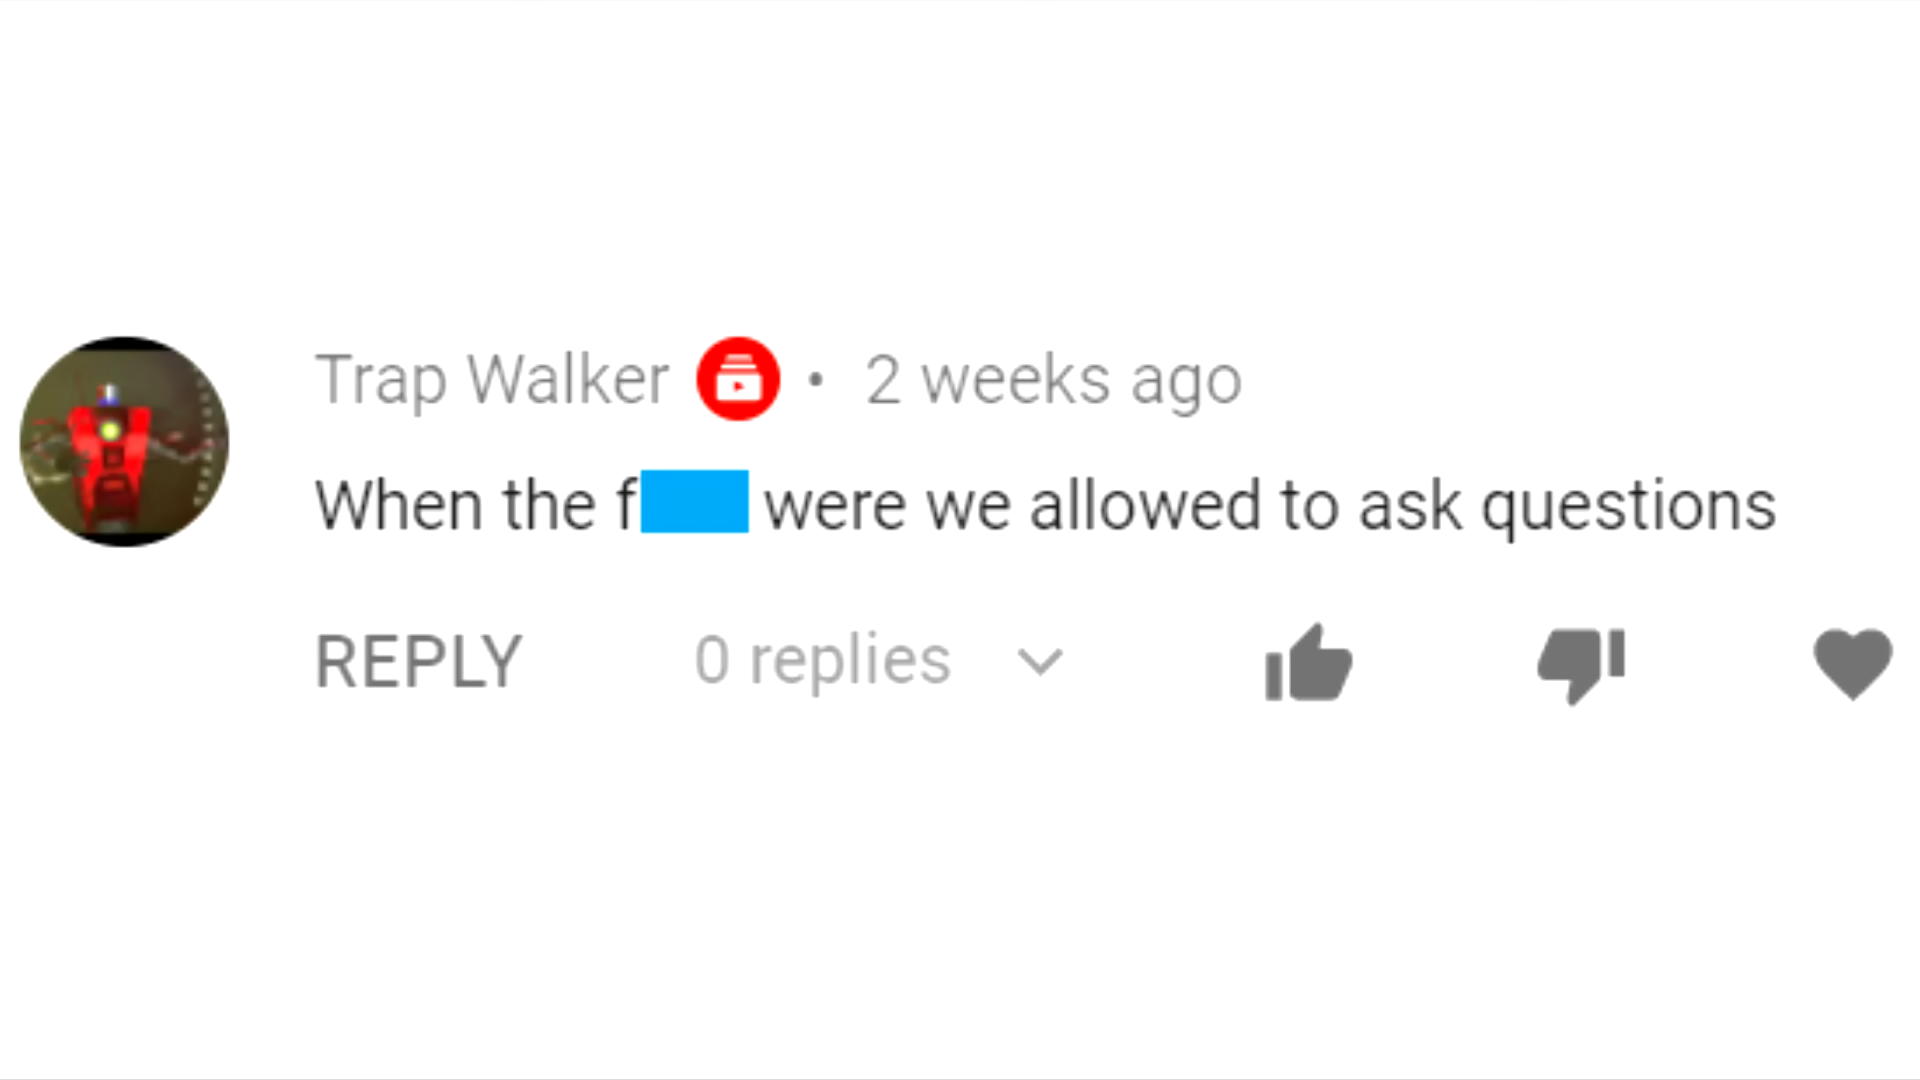 Trap Walker • 2 weeks ago
When the f were we allowed to ask questions
REPLY 0 replies